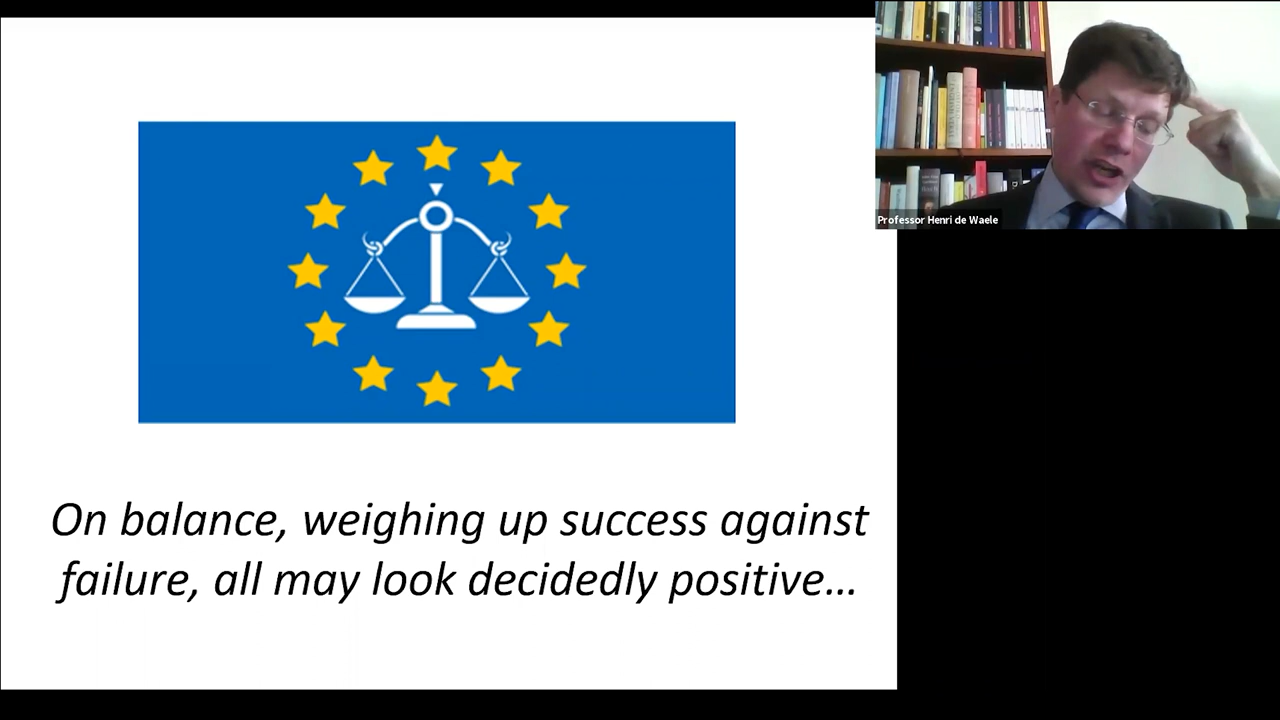 Professor Henri de Waele
On balance, weighing up success against
failure, all may look decidedly positive…